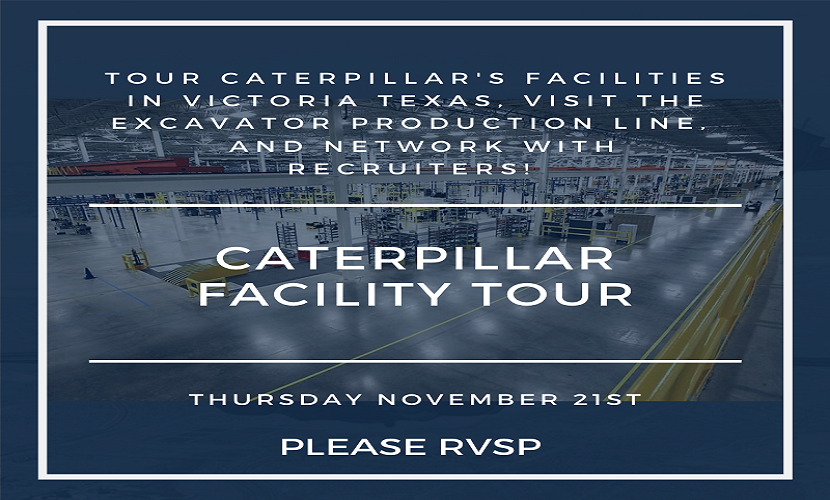 TOUR CATERPILLAR'S FACILITIES
IN VICTORIA TEXAS, VISIT THE
EXCAVATOR PRODUCTION LINE,
AND NETWORK WITH
RECRUITERS!
CATERPILLAR
FACILITY TOUR
THURSDAY NOVEMBER 21ST
PLEASE RVSP